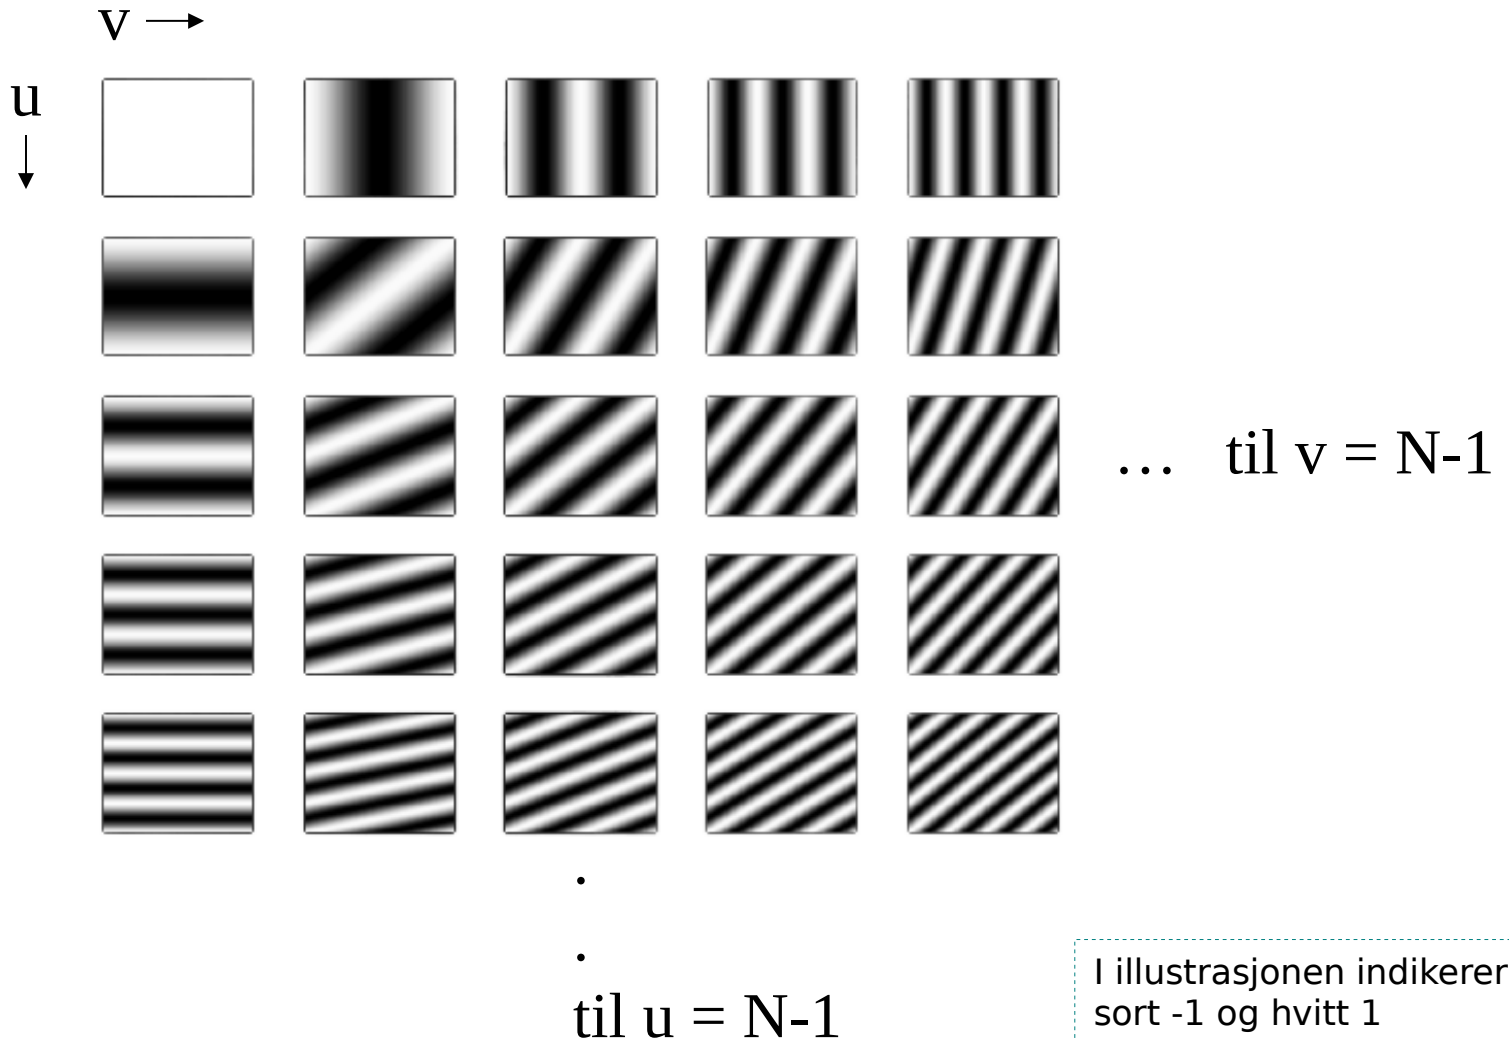 v
u
… til v = N-1
.
.
til u = N-1
I illustrasjonen indikerer
sort -1 og hvitt 1